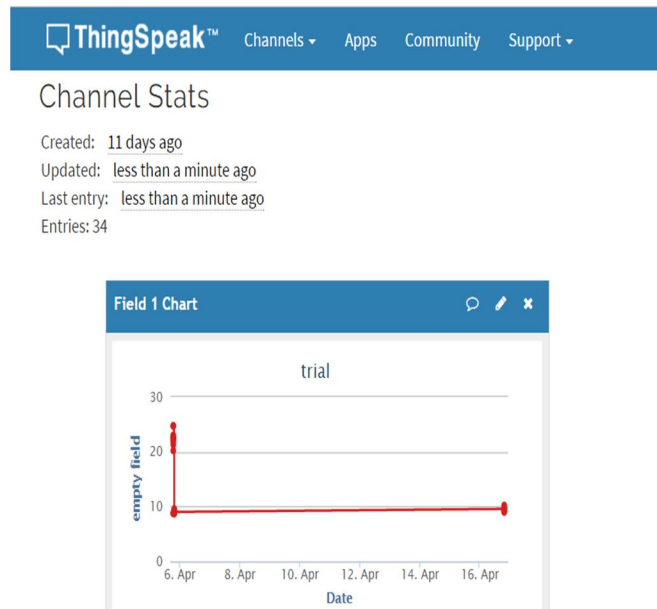 ThingSpeak™ Channels Apps Community Support
Channel Stats
Created: 11 days ago
Updated: less than a minute ago
Last entry: less than a minute ago
Entries: 34
Field 1 Chart
trial
30
20
10
0
empty field
6. Apr 8. Apr 10. Apr 12. Apr 14. Apr 16. Apr
Date